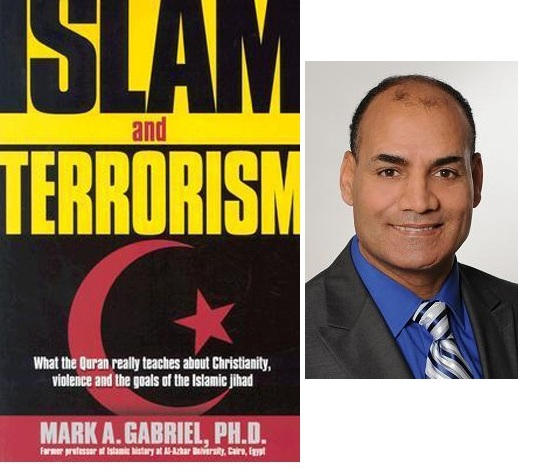 ISLAM
and
TERRORISM
What the Quran really teaches about Christianity,
violence and the goals of the Islamic jihad
MARK A. GABRIEL, PH.D.
Former professor of Islamic history at Al-Azhar University, Cairo, Egypt